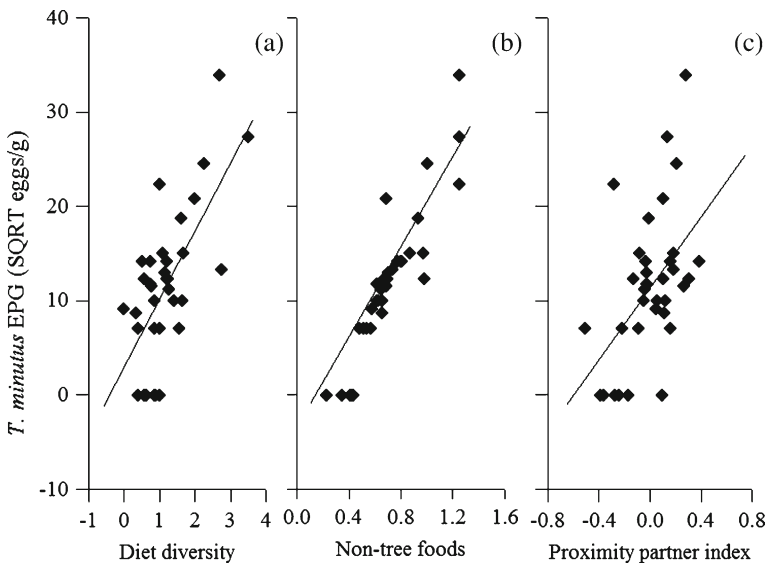 (a)
(b)
(c)
T. minutus EPG (SQRT eggs/g)
40
30
20
10
0
-10
-1 0 1 2 3 4
Diet diversity
0.0 0.4 0.8 1.2 1.6
Non-tree foods
-0.8 -0.4 0.0 0.4 0.8
Proximity partner index